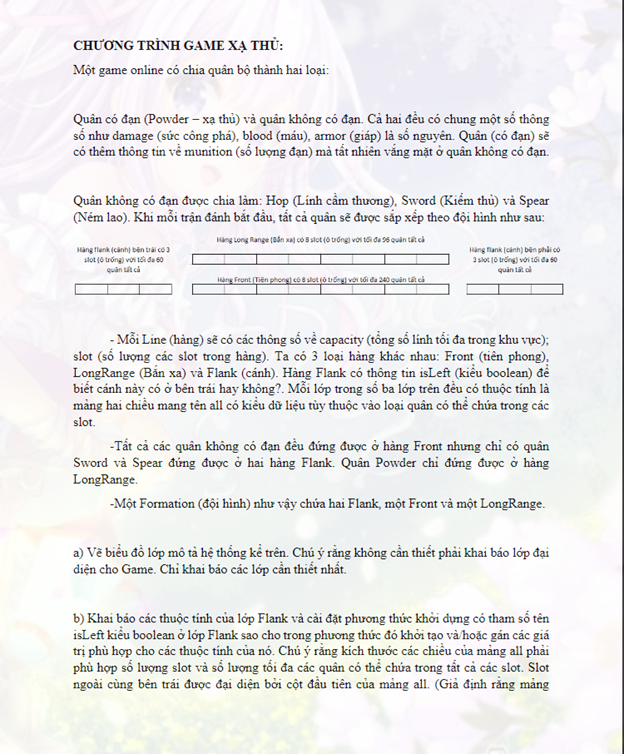 CHƯƠNG TRÌNH GAME XẠ THỦ:
Một game online có chia quân bộ thành hai loại:
Quân có đạn (Powder – xạ thủ) và quân không có đạn. Cả hai đều có chung một số thông
số như damage (sức công phá), blood (máu), armor (giáp) là số nguyên. Quân (có đạn) sẽ
có thêm thông tin về munition (số lượng đạn) mà tất nhiên vắng mặt ở quân không có đạn.
Quân không có đạn được chia làm: Hop (Lính cầm thương), Sword (Kiếm thủ) và Spear
(Ném lao). Khi mỗi trận đánh bắt đầu, tất cả quân sẽ được sắp xếp theo đội hình như sau:
Hàng flank (cánh) bên trái có 3
slot (ô trống) với tối đa 60
quân tất cả
Hàng Long Range (Bắn xa) có 8 slot (ô trống) với tối đa 96 quân tất cả
Hàng Front (Tiên phong) có 8 slot (ô trống) với tối đa 240 quân tất cả
Hàng flank (cánh) bên phải có
3 slot (ô trống) với tối đa 60
quân tất cả
- Mỗi Line (hàng) sẽ có các thông số về capacity (tổng số lính tối đa trong khu vực);
slot (số lượng các slot trong hàng). Ta có 3 loại hàng khác nhau: Front (tiên phong),
LongRange (Bắn xa) và Flank (cánh). Hàng Flank có thông tin isLeft (kiểu boolean) để
biết cánh này có ở bên trái hay không?. Mỗi lớp trong số ba lớp trên đều có thuộc tính là
mảng hai chiều mang tên all có kiểu dữ liệu tùy thuộc vào loại quân có thể chứa trong các
slot.
-Tất cả các quân không có đạn đều đứng được ở hàng Front nhưng chỉ có quân
Sword và Spear đứng được ở hai hàng Flank. Quân Powder chỉ đứng được ở hàng
LongRange.
-Một Formation (đội hình) như vậy chứa hai Flank, một Front và một LongRange.
a) Vẽ biểu đồ lớp mô tả hệ thống kể trên. Chú ý rằng không cần thiết phải khai báo lớp đại
diện cho Game. Chỉ khai báo các lớp cần thiết nhất.
b) Khai báo các thuộc tính của lớp Flank và cài đặt phương thức khởi dựng có tham số tên
isLeft kiểu boolean ở lớp Flank sao cho trong phương thức đó khởi tạo và/hoặc gán các giá
trị phù hợp cho các thuộc tính của nó. Chú ý rằng kích thước các chiều của mảng all phải
phù hợp số lượng slot và số lượng tối đa các quân có thể chứa trong tất cả các slot. Slot
ngoài cùng bên trái được đại diện bởi cột đầu tiên của mảng all. (Giả định rằng mảng